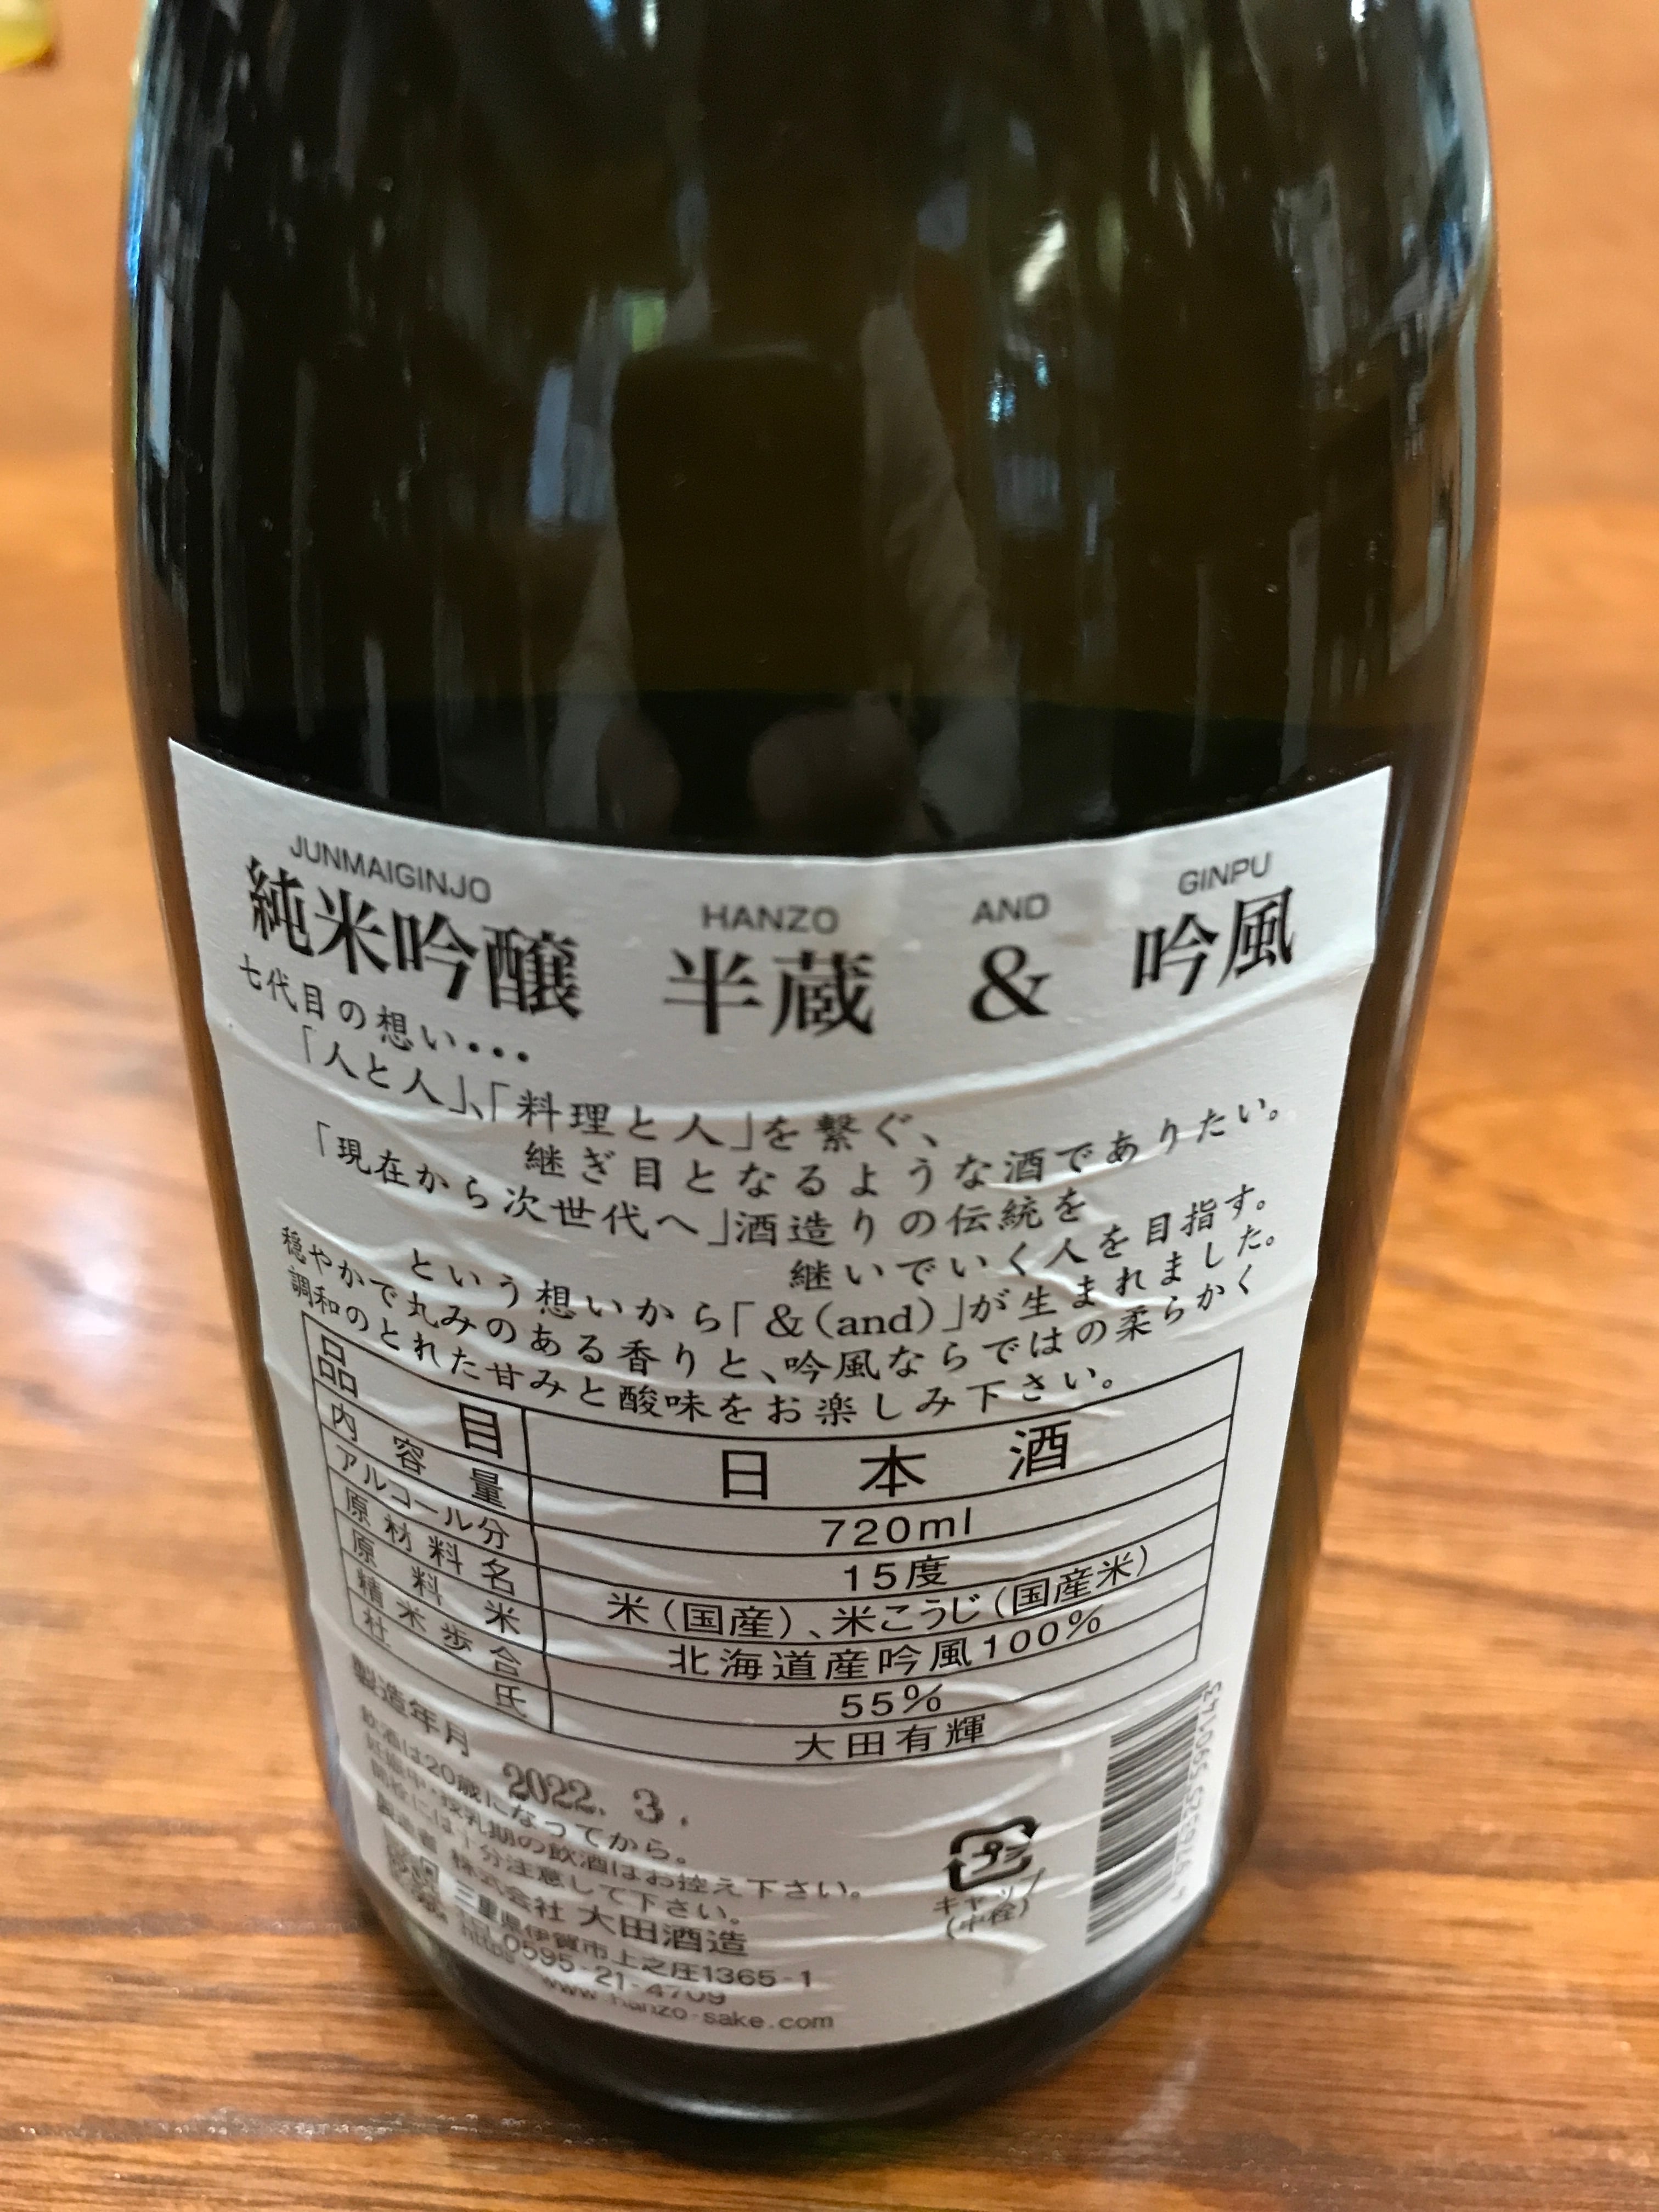 JUNMAIGINJO HANZO AND GINPU
純米吟醸 半蔵 & 吟風
七代目の想い・・・
「人と人」、「料理と人」を繋ぐ、
継ぎ目となるような酒でありたい。
「現在から次世代へ」酒造りの伝統を
継いでいく人を目指す。
という想いから「&(and)」が生まれました。
穏やかで丸みのある香りと、吟風ならではの柔らかく
調和のとれた甘みと酸味をお楽しみ下さい。
品目 日本酒
内容量 720ml
アルコール分 15度
原材料名 米(国産)、米こうじ(国産米)
原料米 北海道産吟風100%
精米歩合 55%
杜氏 大田有輝
製造年月 2022.3.
飲酒は20歳になってから。
妊娠中・授乳期の飲酒はお控え下さい。
開栓には十分注意して下さい。
製造者 株式会社 大田酒造
三重県伊賀市上之庄1365-1
TEL 0595-21-4709
http://www.hanzo-sake.com
プラ
キャップ
(中栓)